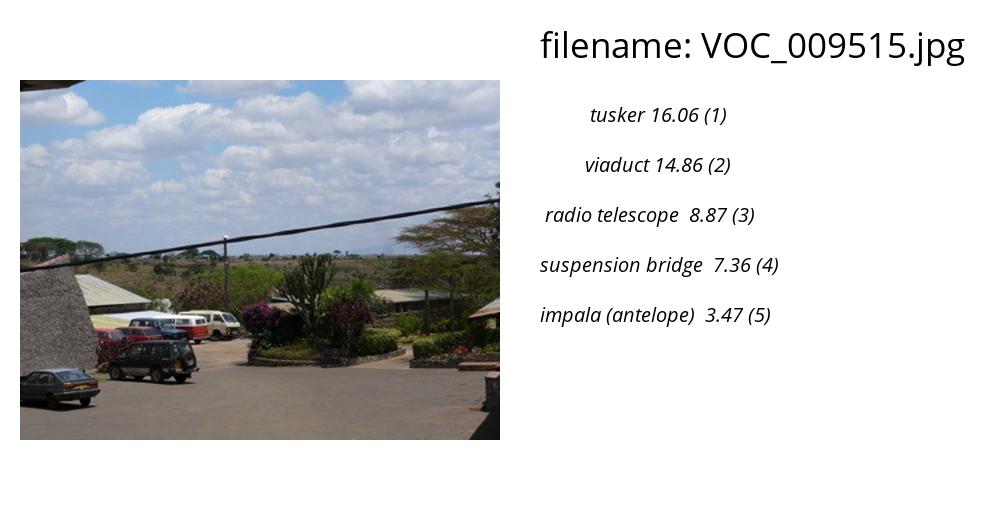 filename: VOC_009515.jpg
tusker 16.06 (1)
viaduct 14.86 (2)
radio telescope 8.87 (3)
suspension bridge 7.36 (4)
impala (antelope) 3.47 (5)